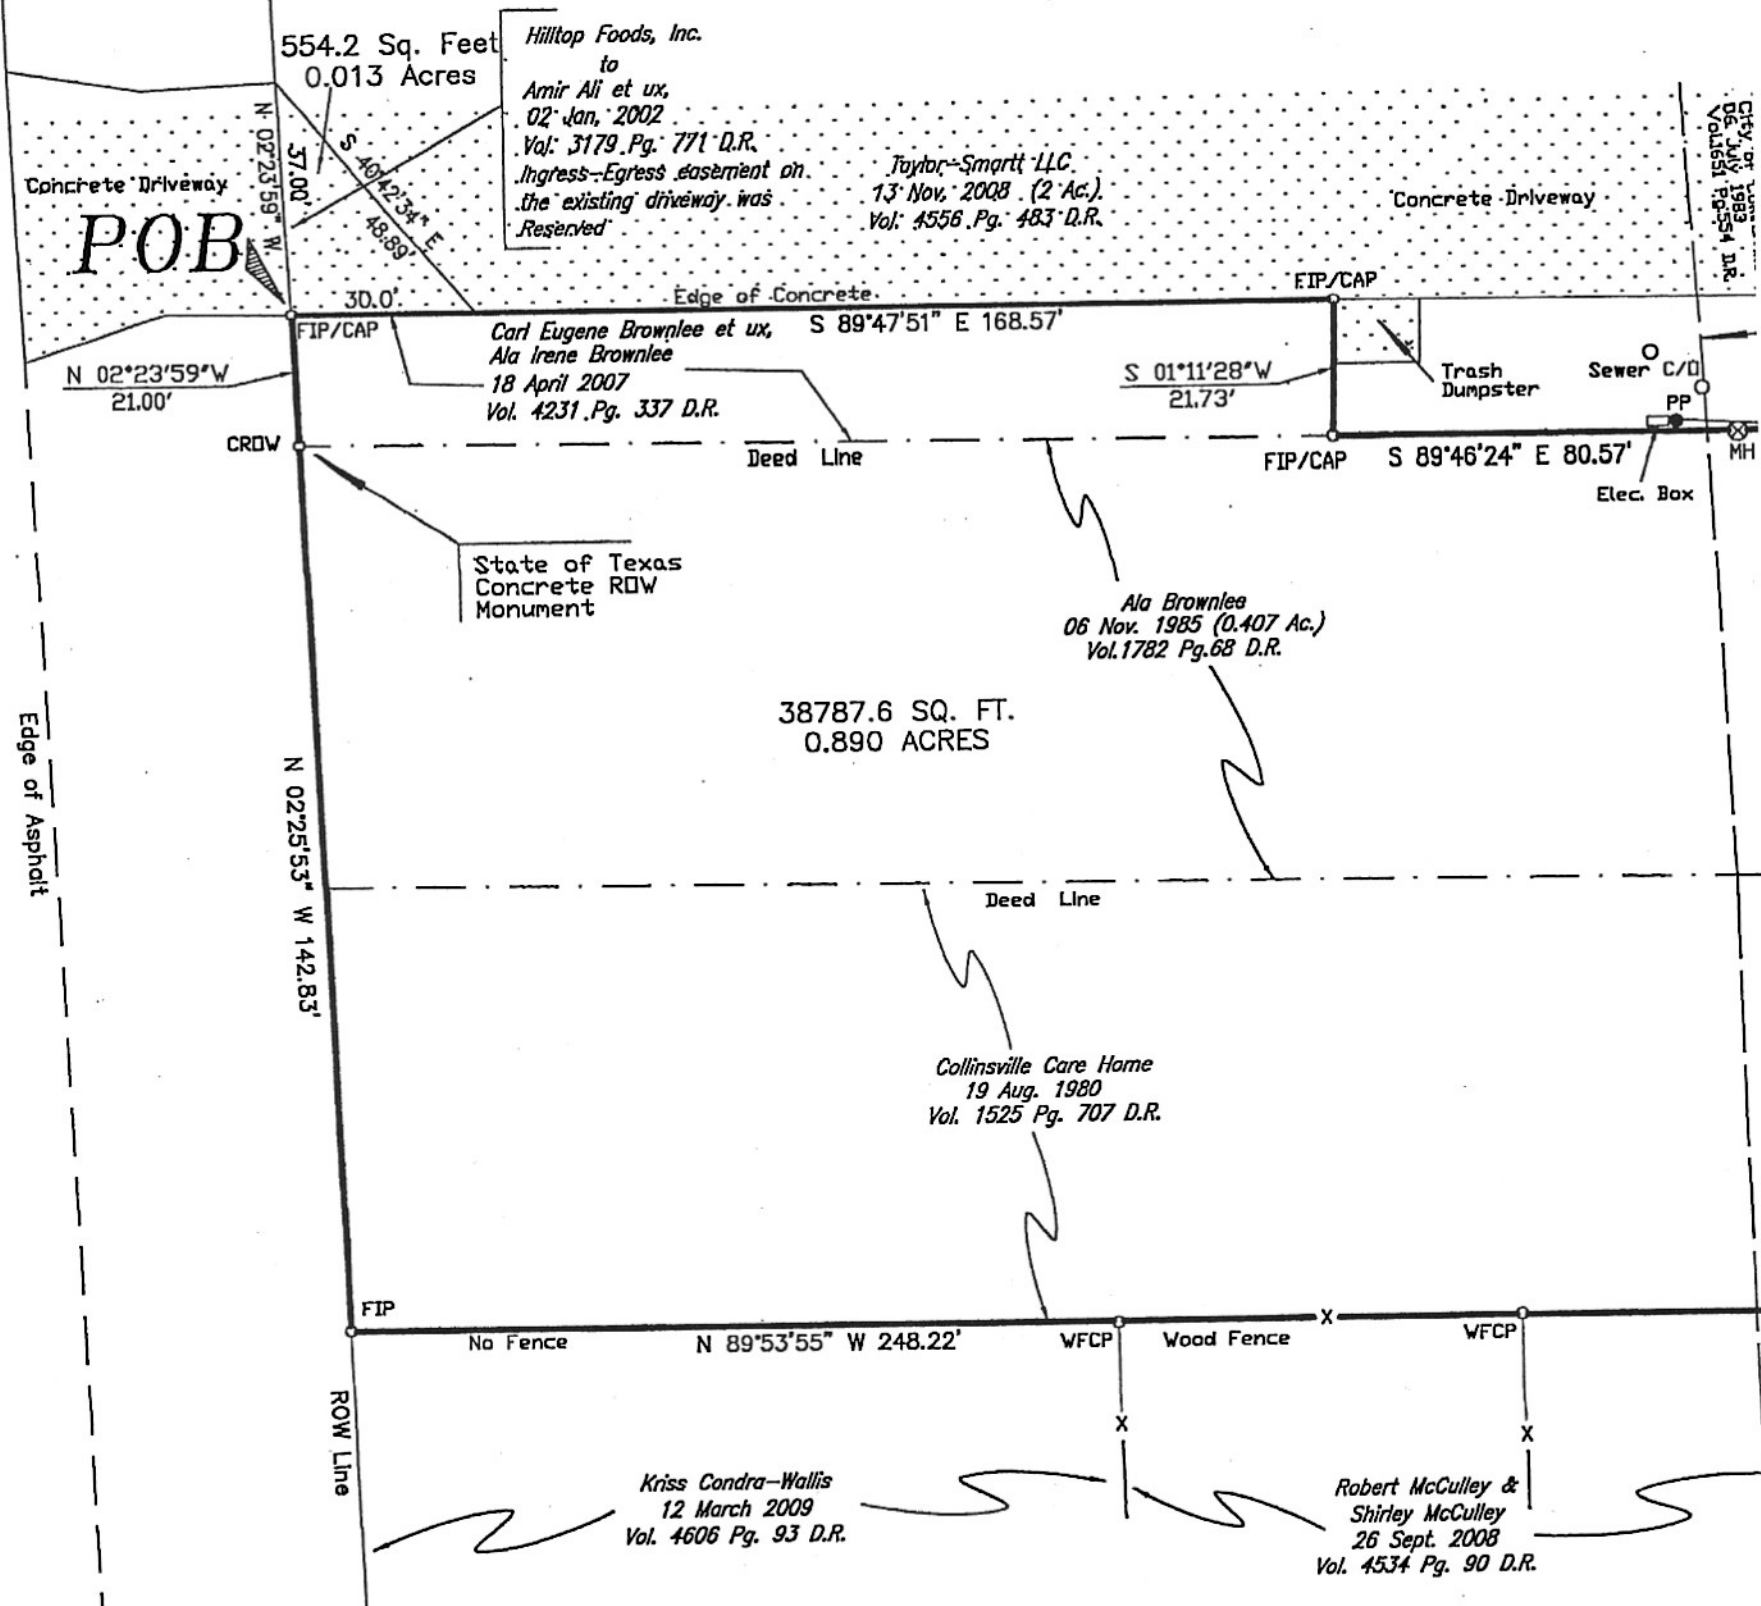 554.2 Sq. Feet
0.013 Acres
Hilltop Foods, Inc.
to
Amir Ali et ux,
02 Jan, 2002
Vol: 3179 Pg. 771 D.R.
Ingress-Egress easement on
the existing driveway was
Reserved
Taylor-Smartt LLC.
13 Nov, 2008 (2 Ac.)
Vol: 4556 Pg. 483 D.R.
Concrete Driveway
City of
06 July 1983
Vol.1651 Pg.554 D.R.
Concrete Driveway
POB
N 02°23'59" W
37.00'
S 40°42'34" E
48.89'
30.0'
FIP/CAP
Edge of Concrete
S 89°47'51" E 168.57'
FIP/CAP
Carl Eugene Brownlee et ux,
Ala Irene Brownlee
18 April 2007
Vol. 4231 Pg. 337 D.R.
N 02°23'59"W
21.00'
S 01°11'28"W
21.73'
Trash
Dumpster
Sewer C/O
PP
CROW
Deed Line
FIP/CAP
S 89°46'24" E 80.57'
MH
Elec. Box
State of Texas
Concrete ROW
Monument
Ala Brownlee
06 Nov. 1985 (0.407 Ac.)
Vol.1782 Pg.68 D.R.
38787.6 SQ. FT.
0.890 ACRES
Edge of Asphalt
N 02°25'53" W 142.83'
Deed Line
Collinsville Care Home
19 Aug. 1980
Vol. 1525 Pg. 707 D.R.
FIP
No Fence
N 89°53'55" W 248.22'
WFCP
Wood Fence
X
WFCP
ROW Line
X
X
Kriss Condra-Wallis
12 March 2009
Vol. 4606 Pg. 93 D.R.
Robert McCulley &
Shirley McCulley
26 Sept. 2008
Vol. 4534 Pg. 90 D.R.